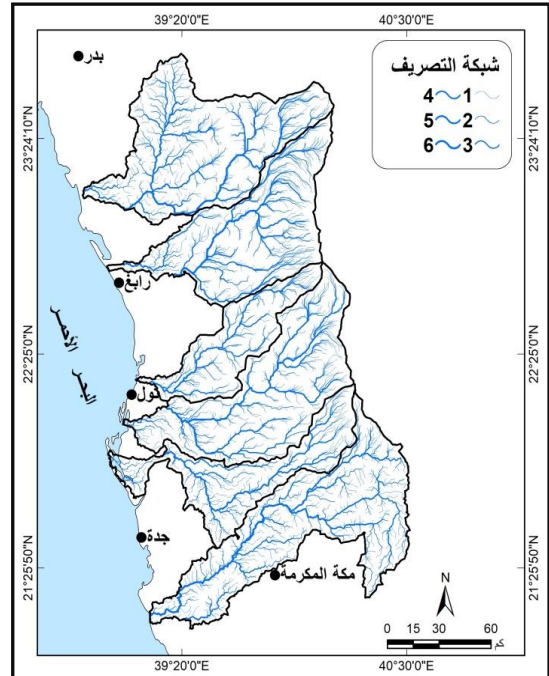 39°20'0"E 40°30'0"E
بدر
شبكة التصريف
1 4
2 5
3 6
23°24'10"N 23°24'10"N
رابغ
البحر الأحمر
22°25'0"N 22°25'0"N
ثول
جدة
مكة المكرمة
21°25'50"N 21°25'50"N
N
0 15 30 60
كم
39°20'0"E 40°30'0"E